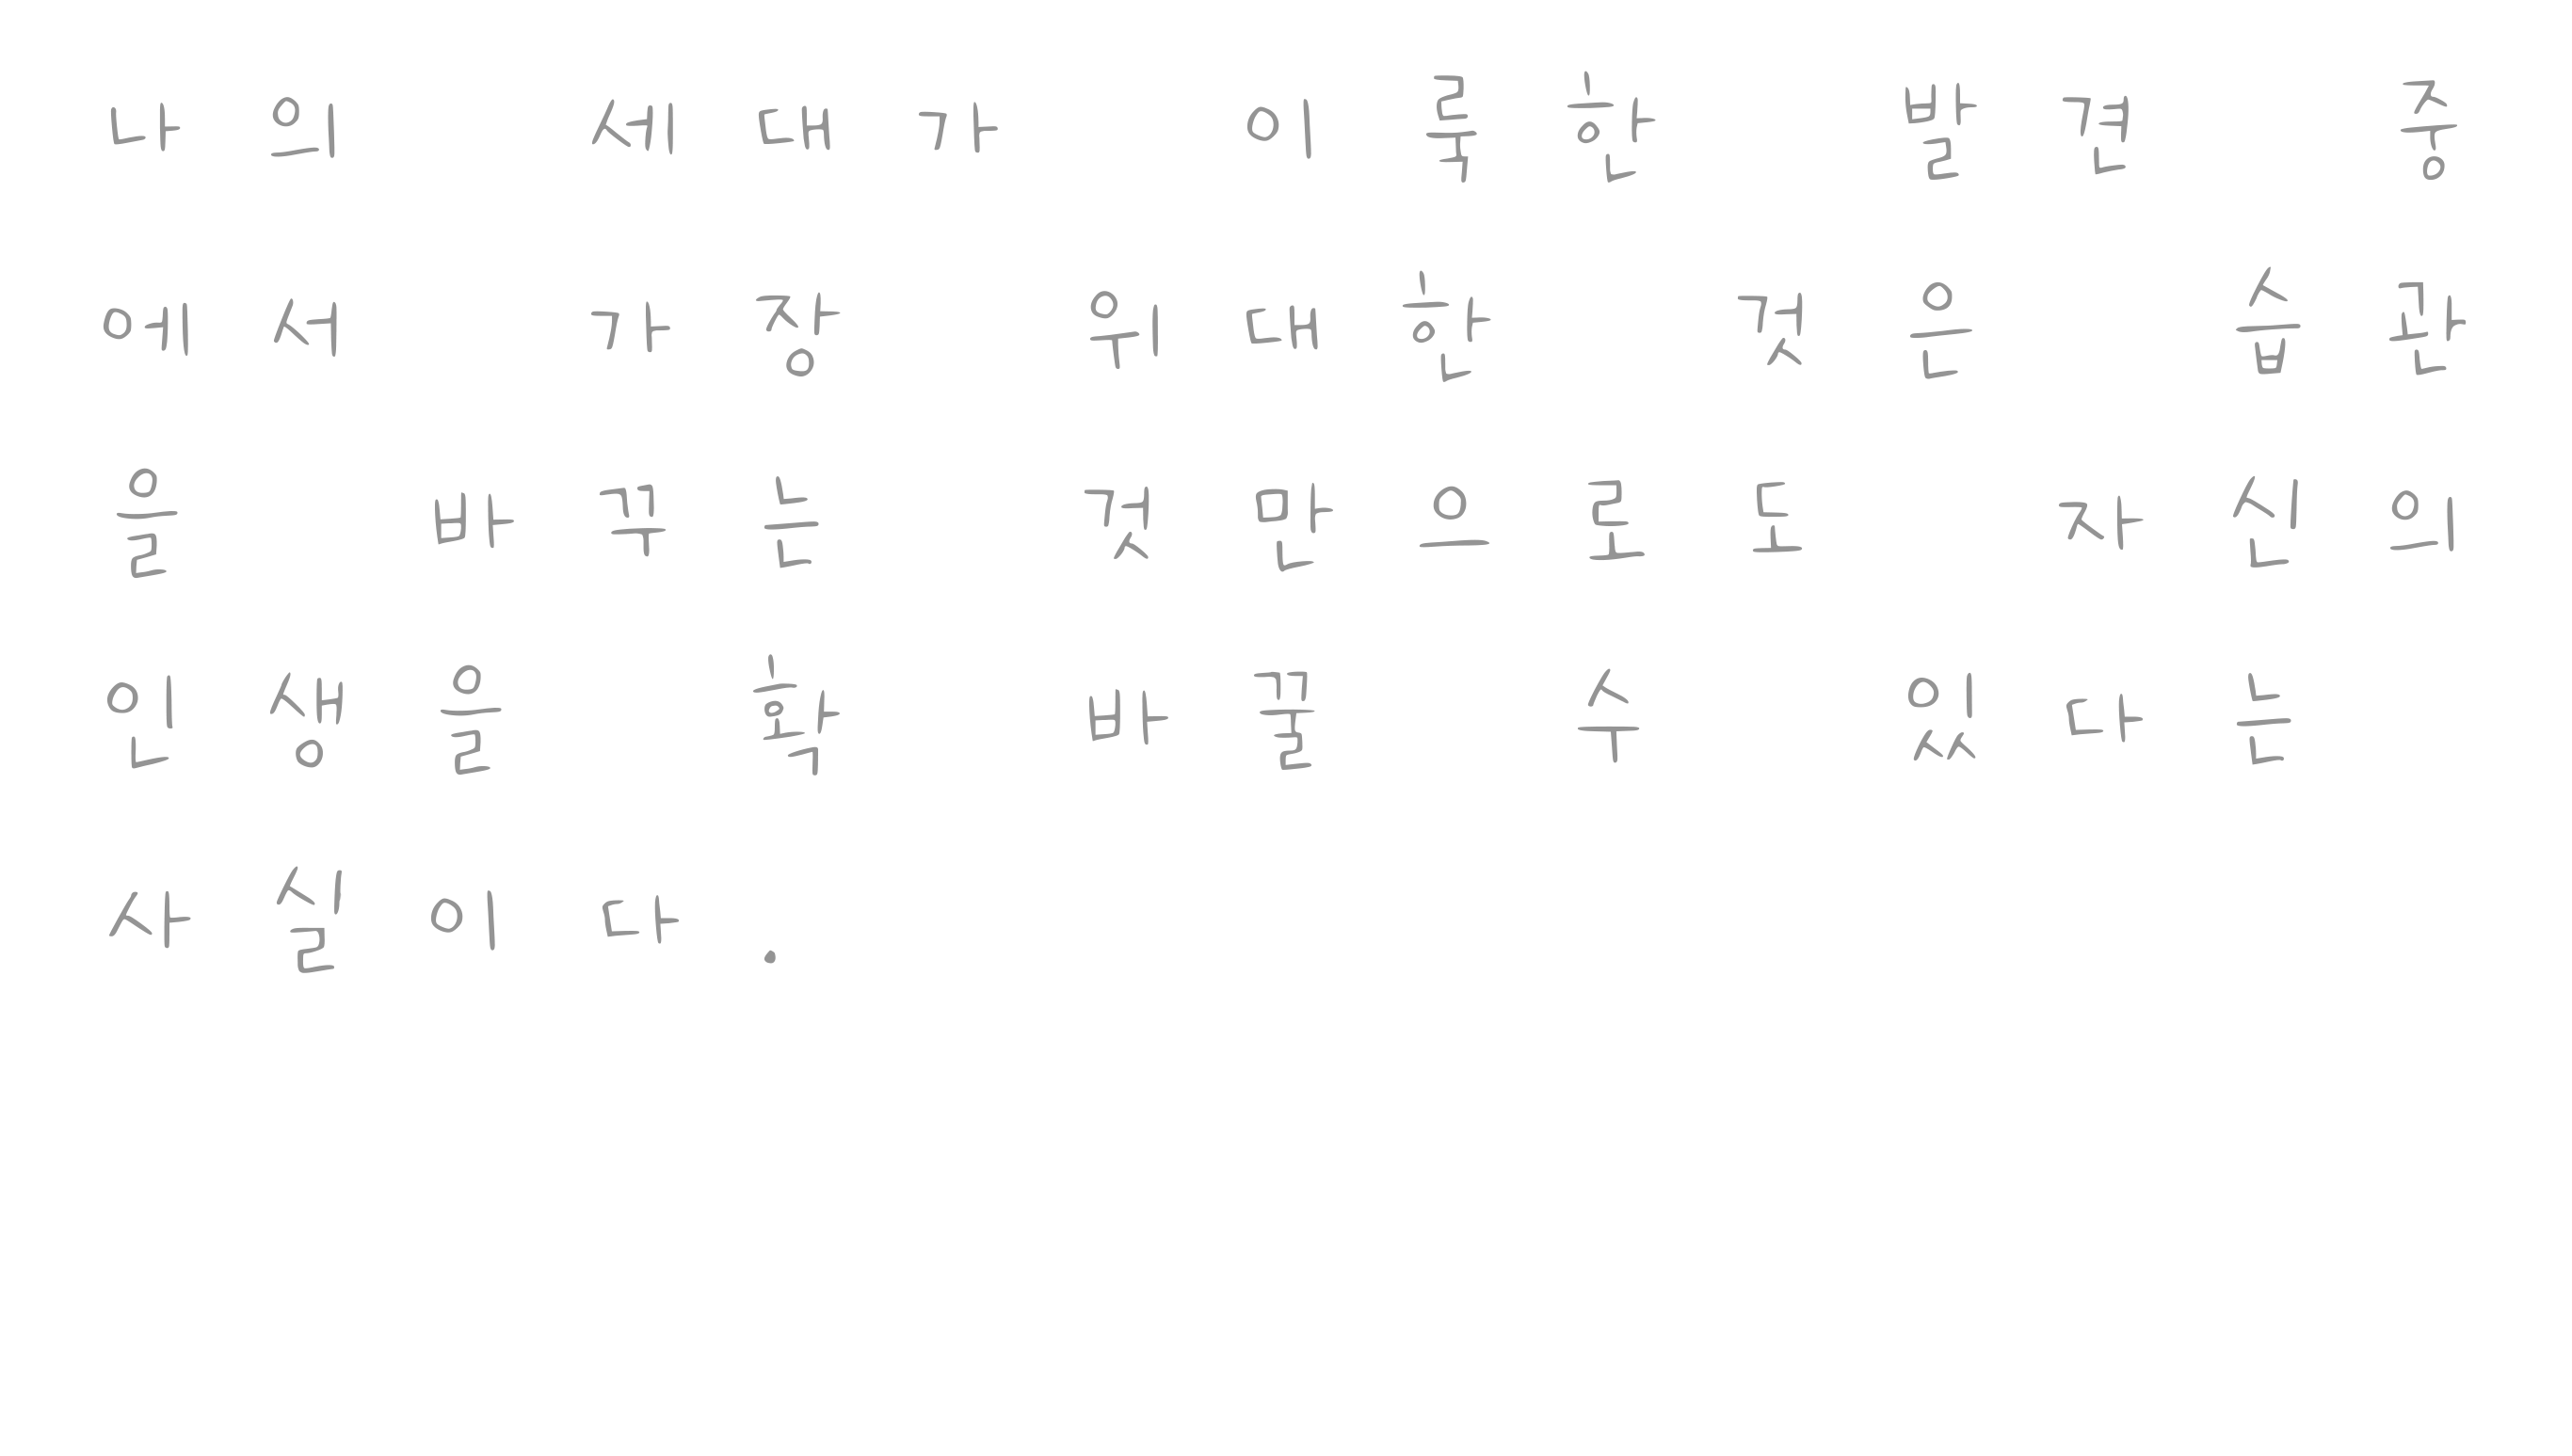 나의 세대가 이룩한 발견 중
에서 가장 위대한 것은 습관
을 바꾸는 것만으로도 자신의
인생을 확 바꿀 수 있다는
사실이다.